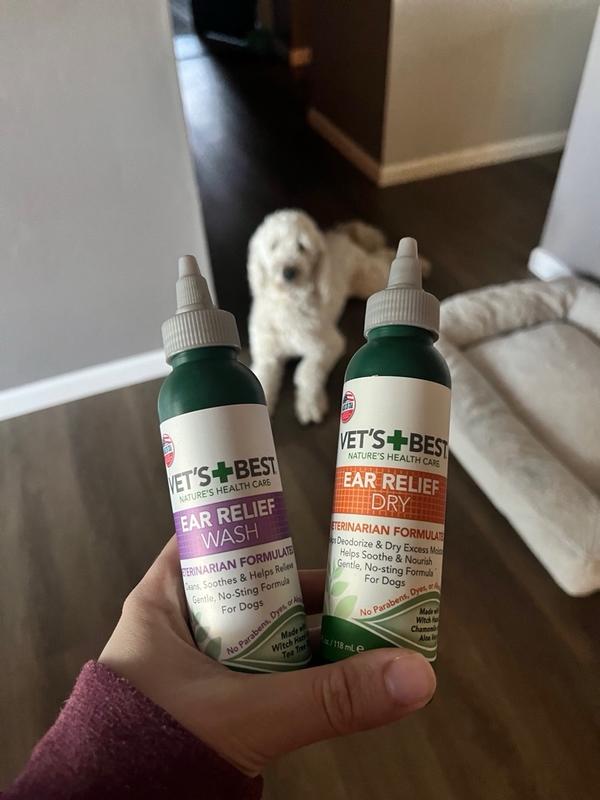 VET'S+BEST
NATURE'S HEALTH CARE
EAR RELIEF
WASH
VETERINARIAN FORMULATED
Cleans, Soothes & Helps Relieve
Gentle, No-sting Formula
For Dogs
No Parabens, Dyes, or
Made with
Witch Hazel
Tea Tree
VET'S+BEST
NATURE'S HEALTH CARE
EAR RELIEF
DRY
VETERINARIAN FORMULATED
Helps Deodorize & Dry Excess Moisture
Helps Soothe & Nourish
Gentle, No-sting Formula
For Dogs
No Parabens, Dyes, or
Made with
Witch Hazel
Chamomile
Aloe
oz./118 mL e